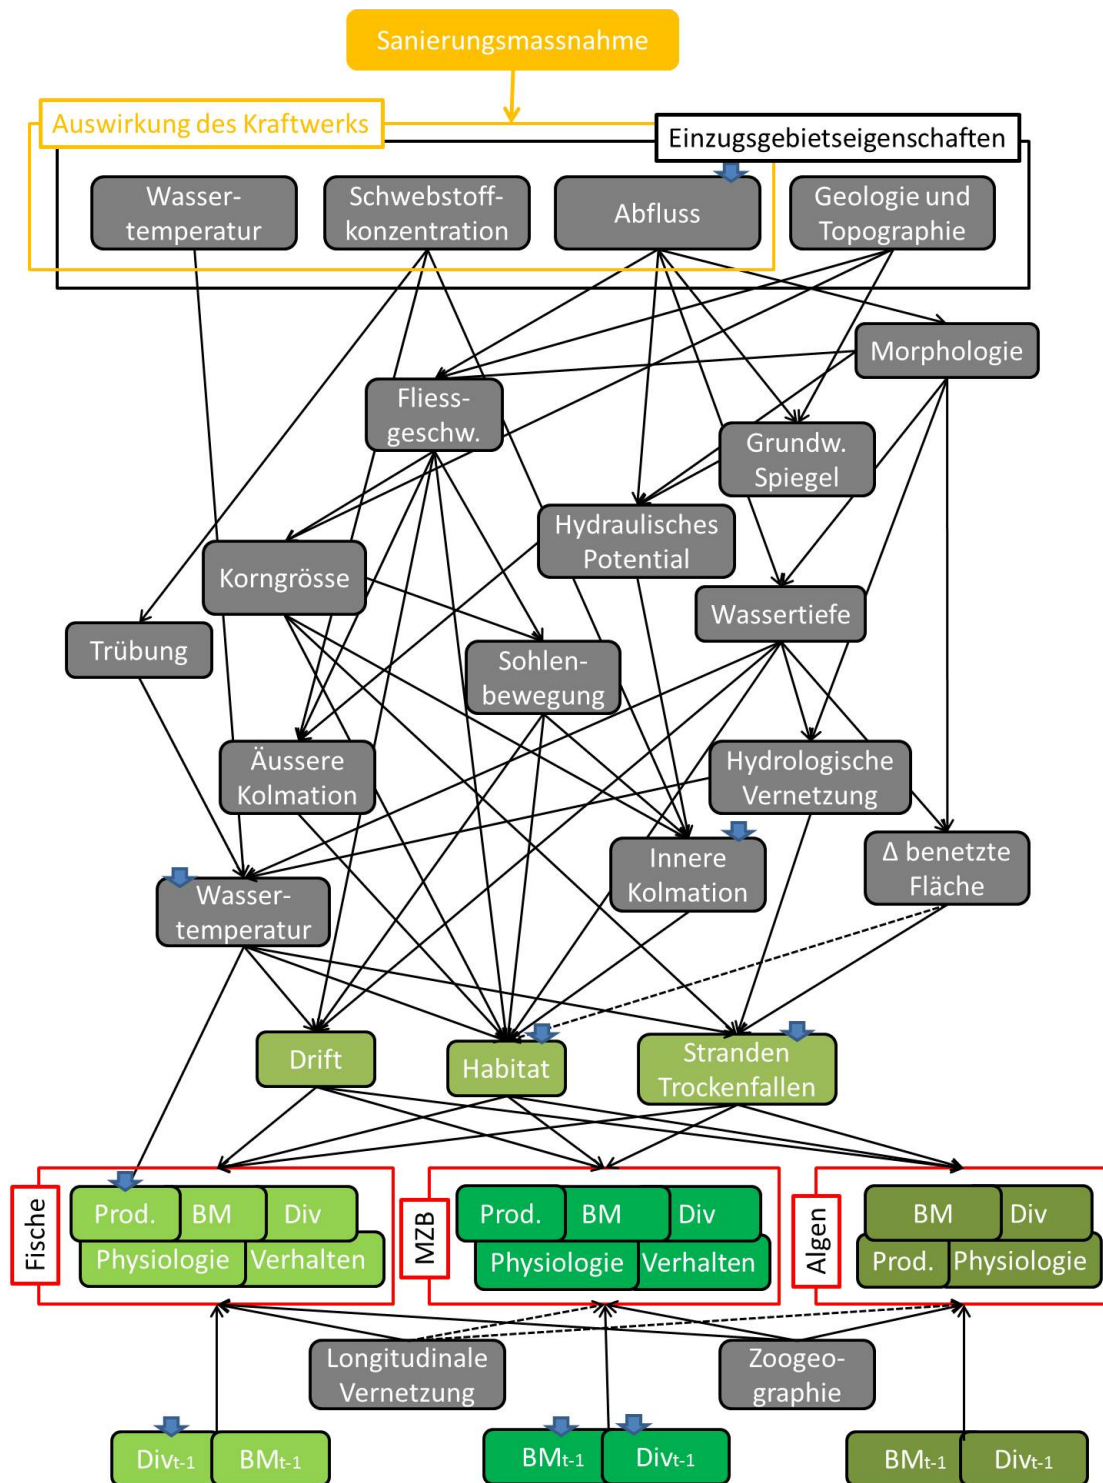 Sanierungsmassnahme
Auswirkung des Kraftwerks
Einzugsgebietseigenschaften
Wasser-
temperatur
Schwebstoff-
konzentration
Abfluss
Geologie und
Topographie
Morphologie
Fliess-
geschw.
Grundw.
Spiegel
Hydraulisches
Potential
Korngrösse
Wassertiefe
Trübung
Sohlen-
bewegung
Äussere
Kolmation
Hydrologische
Vernetzung
Innere
Kolmation
Δ benetzte
Fläche
Wasser-
temperatur
Drift
Habitat
Stranden
Trockenfallen
Fische
Prod. BM Div
Physiologie Verhalten
MZB
Prod. BM Div
Physiologie Verhalten
Algen
BM Div
Prod. Physiologie
Longitudinale
Vernetzung
Zoogeo-
graphie
Divt-1 BMt-1
BMt-1 Divt-1
BMt-1 Divt-1